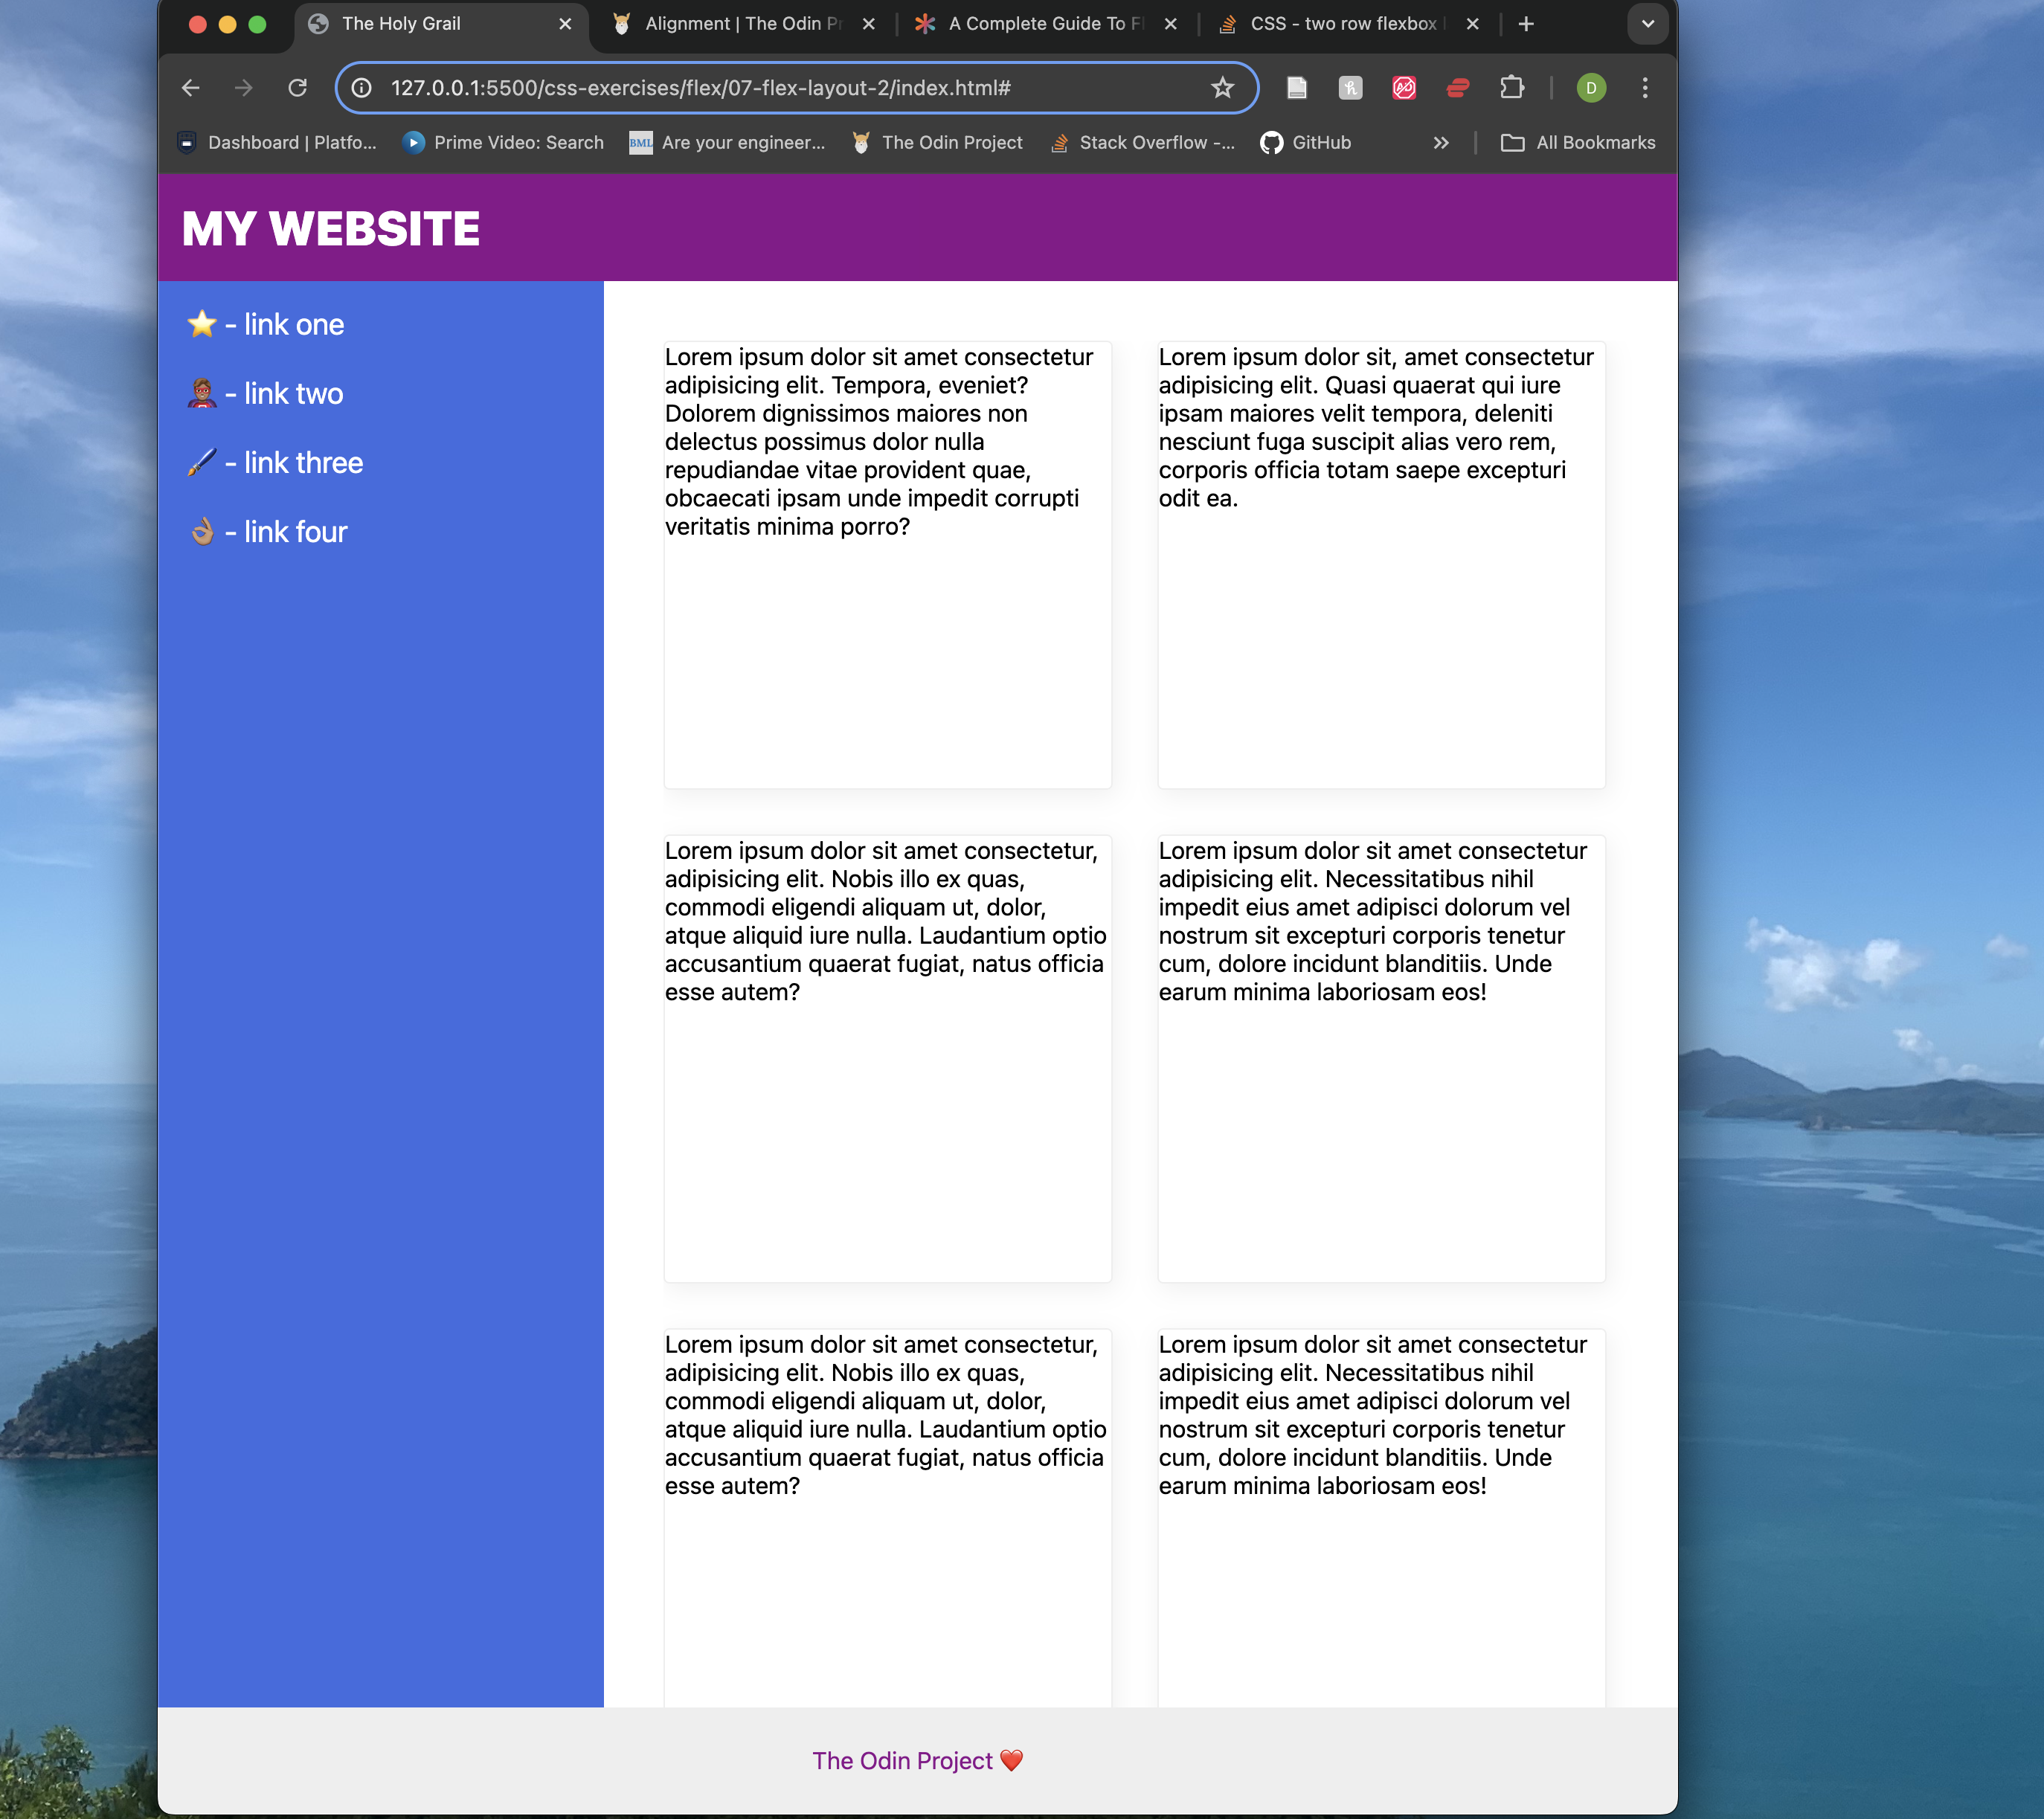 The Holy Grail
Alignment | The Odin Pr
A Complete Guide To Fl
CSS - two row flexbox
127.0.0.1:5500/css-exercises/flex/07-flex-layout-2/index.html#
D
Dashboard | Platfo...
Prime Video: Search
BML Are your engineer...
The Odin Project
Stack Overflow -...
GitHub
All Bookmarks
MY WEBSITE
⭐ - link one
🦸🏽‍♂️ - link two
🖌️ - link three
👌🏽 - link four
Lorem ipsum dolor sit amet consectetur
adipisicing elit. Tempora, eveniet?
Dolorem dignissimos maiores non
delectus possimus dolor nulla
repudiandae vitae provident quae,
obcaecati ipsam unde impedit corrupti
veritatis minima porro?
Lorem ipsum dolor sit, amet consectetur
adipisicing elit. Quasi quaerat qui iure
ipsam maiores velit tempora, deleniti
nesciunt fuga suscipit alias vero rem,
corporis officia totam saepe excepturi
odit ea.
Lorem ipsum dolor sit amet consectetur,
adipisicing elit. Nobis illo ex quas,
commodi eligendi aliquam ut, dolor,
atque aliquid iure nulla. Laudantium optio
accusantium quaerat fugiat, natus officia
esse autem?
Lorem ipsum dolor sit amet consectetur
adipisicing elit. Necessitatibus nihil
impedit eius amet adipisci dolorum vel
nostrum sit excepturi corporis tenetur
cum, dolore incidunt blanditiis. Unde
earum minima laboriosam eos!
Lorem ipsum dolor sit amet consectetur,
adipisicing elit. Nobis illo ex quas,
commodi eligendi aliquam ut, dolor,
atque aliquid iure nulla. Laudantium optio
accusantium quaerat fugiat, natus officia
esse autem?
Lorem ipsum dolor sit amet consectetur
adipisicing elit. Necessitatibus nihil
impedit eius amet adipisci dolorum vel
nostrum sit excepturi corporis tenetur
cum, dolore incidunt blanditiis. Unde
earum minima laboriosam eos!
The Odin Project ❤️